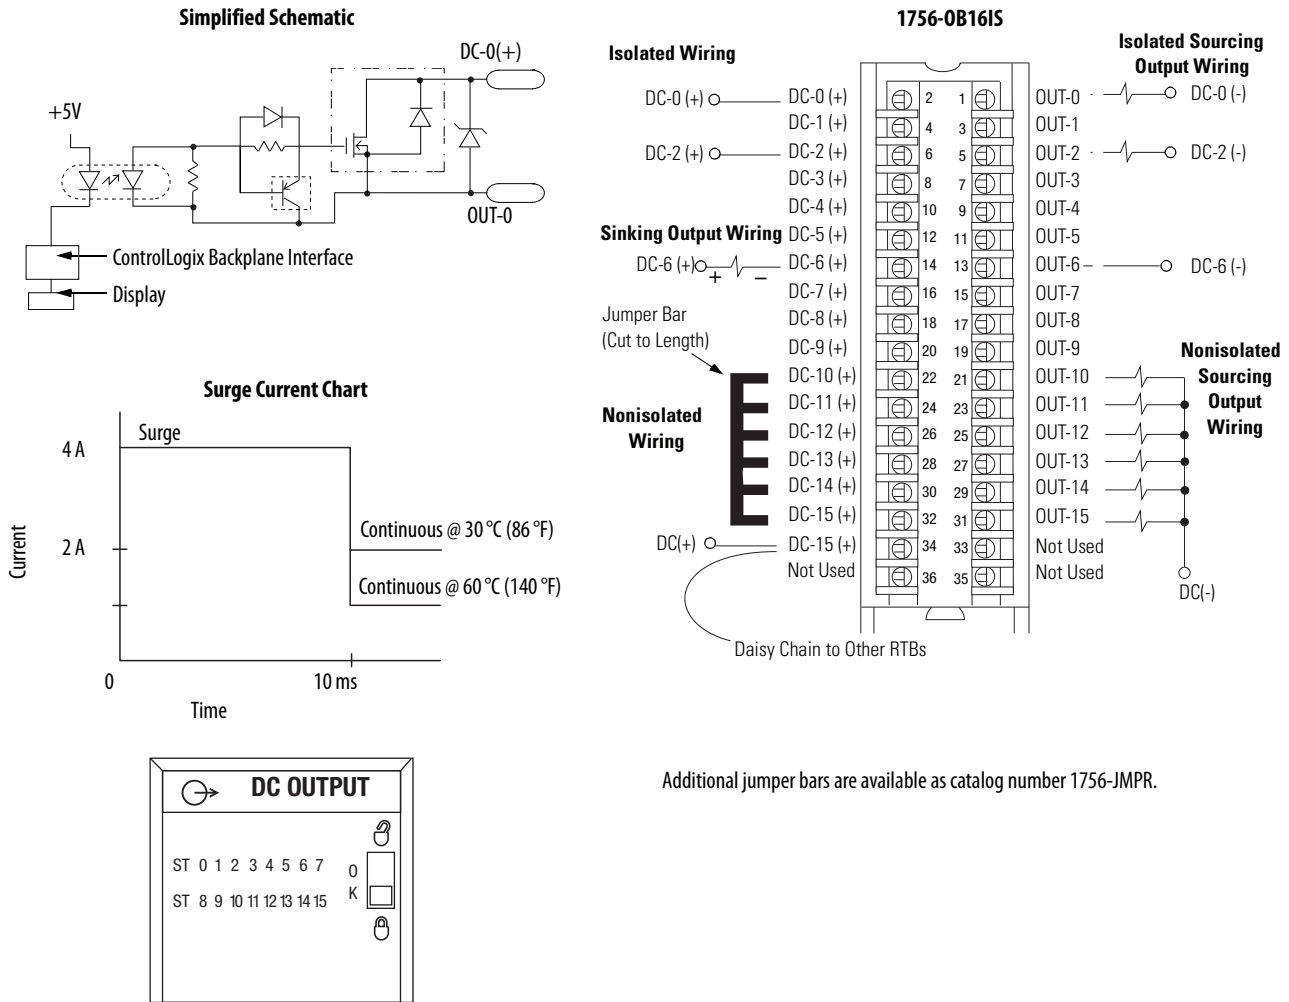 Simplified Schematic
DC-0(+)
+5V
OUT-0
ControlLogix Backplane Interface
Display
Surge Current Chart
Surge
4 A
Continuous @ 30 °C (86 °F)
2 A
Continuous @ 60 °C (140 °F)
Current
0
10 ms
Time
DC OUTPUT
ST 0 1 2 3 4 5 6 7
ST 8 9 10 11 12 13 14 15
O
K
1756-OB16IS
Isolated Wiring
Isolated Sourcing
Output Wiring
DC-0 (+) DC-0 (+) 2 1 OUT-0 DC-0 (-)
DC-1 (+) 4 3 OUT-1
DC-2 (+) DC-2 (+) 6 5 OUT-2 DC-2 (-)
DC-3 (+) 8 7 OUT-3
DC-4 (+) 10 9 OUT-4
Sinking Output Wiring DC-5 (+) 12 11 OUT-5
DC-6 (+) + – DC-6 (+) 14 13 OUT-6 DC-6 (-)
DC-7 (+) 16 15 OUT-7
Jumper Bar
(Cut to Length)
DC-8 (+) 18 17 OUT-8
DC-9 (+) 20 19 OUT-9
Nonisolated
Sourcing
Output
Wiring
DC-10 (+) 22 21 OUT-10
DC-11 (+) 24 23 OUT-11
Nonisolated
Wiring
DC-12 (+) 26 25 OUT-12
DC-13 (+) 28 27 OUT-13
DC-14 (+) 30 29 OUT-14
DC-15 (+) 32 31 OUT-15
DC(+) DC-15 (+) 34 33 Not Used
Not Used 36 35 Not Used
DC(-)
Daisy Chain to Other RTBs
Additional jumper bars are available as catalog number 1756-JMPR.